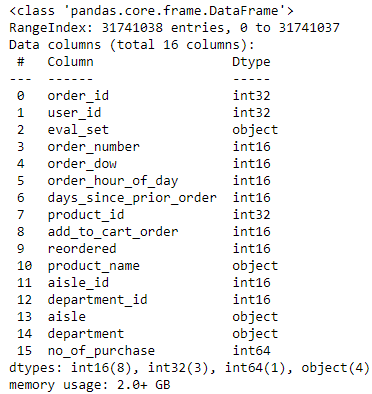 <class 'pandas.core.frame.DataFrame'>
RangeIndex: 31741038 entries, 0 to 31741037
Data columns (total 16 columns):
 #   Column                  Dtype
---  ------                  -----
 0   order_id                int32
 1   user_id                 int32
 2   eval_set                object
 3   order_number            int16
 4   order_dow               int16
 5   order_hour_of_day       int16
 6   days_since_prior_order  int16
 7   product_id              int32
 8   add_to_cart_order       int16
 9   reordered               int16
 10  product_name            object
 11  aisle_id                int16
 12  department_id           int16
 13  aisle                   object
 14  department              object
 15  no_of_purchase          int64
dtypes: int16(8), int32(3), int64(1), object(4)
memory usage: 2.0+ GB